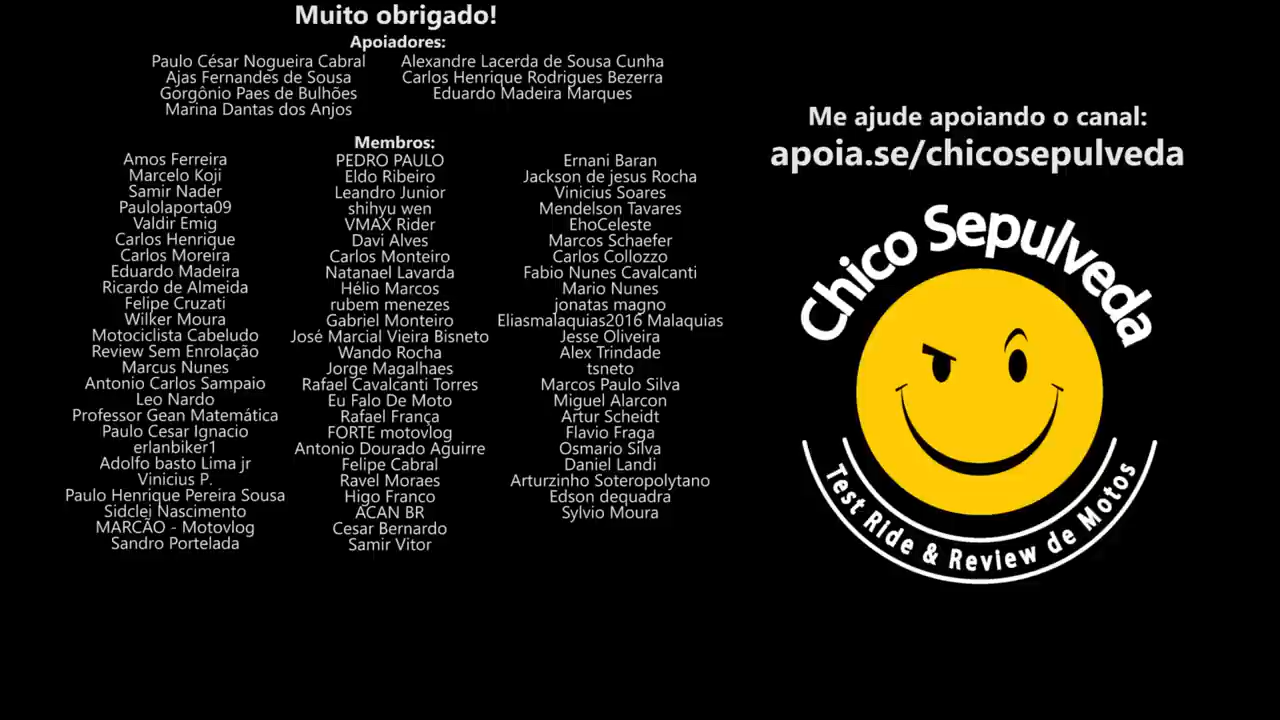 Muito obrigado!
Apoiadores:
Paulo César Nogueira Cabral
Ajas Fernandes de Sousa
Gorgônio Paes de Bulhões
Marina Dantas dos Anjos
Alexandre Lacerda de Sousa Cunha
Carlos Henrique Rodrigues Bezerra
Eduardo Madeira Marques
Membros:
Amos Ferreira
Marcelo Koji
Samir Nader
Paulolaporta09
Valdir Emig
Carlos Henrique
Carlos Moreira
Eduardo Madeira
Ricardo de Almeida
Felipe Cruzati
Wilker Moura
Motociclista Cabeludo
Review Sem Enrolação
Marcus Nunes
Antonio Carlos Sampaio
Leo Nardo
Professor Gean Matemática
Paulo Cesar Ignacio
erlanbiker1
Adolfo basto Lima jr
Vinicius P.
Paulo Henrique Pereira Sousa
Sidclei Nascimento
MARCÃO - Motovlog
Sandro Portelada
PEDRO PAULO
Eldo Ribeiro
Leandro Junior
shihyu wen
VMAX Rider
Davi Alves
Carlos Monteiro
Natanael Lavarda
Hélio Marcos
rubem menezes
Gabriel Monteiro
José Marcial Vieira Bisneto
Wando Rocha
Jorge Magalhaes
Rafael Cavalcanti Torres
Eu Falo De Moto
Rafael França
FORTE motovlog
Antonio Dourado Aguirre
Felipe Cabral
Ravel Moraes
Higo Franco
ACAN BR
Cesar Bernardo
Samir Vitor
Ernani Baran
Jackson de jesus Rocha
Vinicius Soares
Mendelson Tavares
EhoCeleste
Marcos Schaefer
Carlos Collozzo
Fabio Nunes Cavalcanti
Mario Nunes
jonatas magno
Eliasmalaquias2016 Malaquias
Jesse Oliveira
Alex Trindade
tsneto
Marcos Paulo Silva
Miguel Alarcon
Artur Scheidt
Flavio Fraga
Osmario Silva
Daniel Landi
Arturzinho Soteropolytano
Edson dequadra
Sylvio Moura
Me ajude apoiando o canal:
apoia.se/chicosepulveda
Chico Sepulveda
Test Ride & Review de Motos